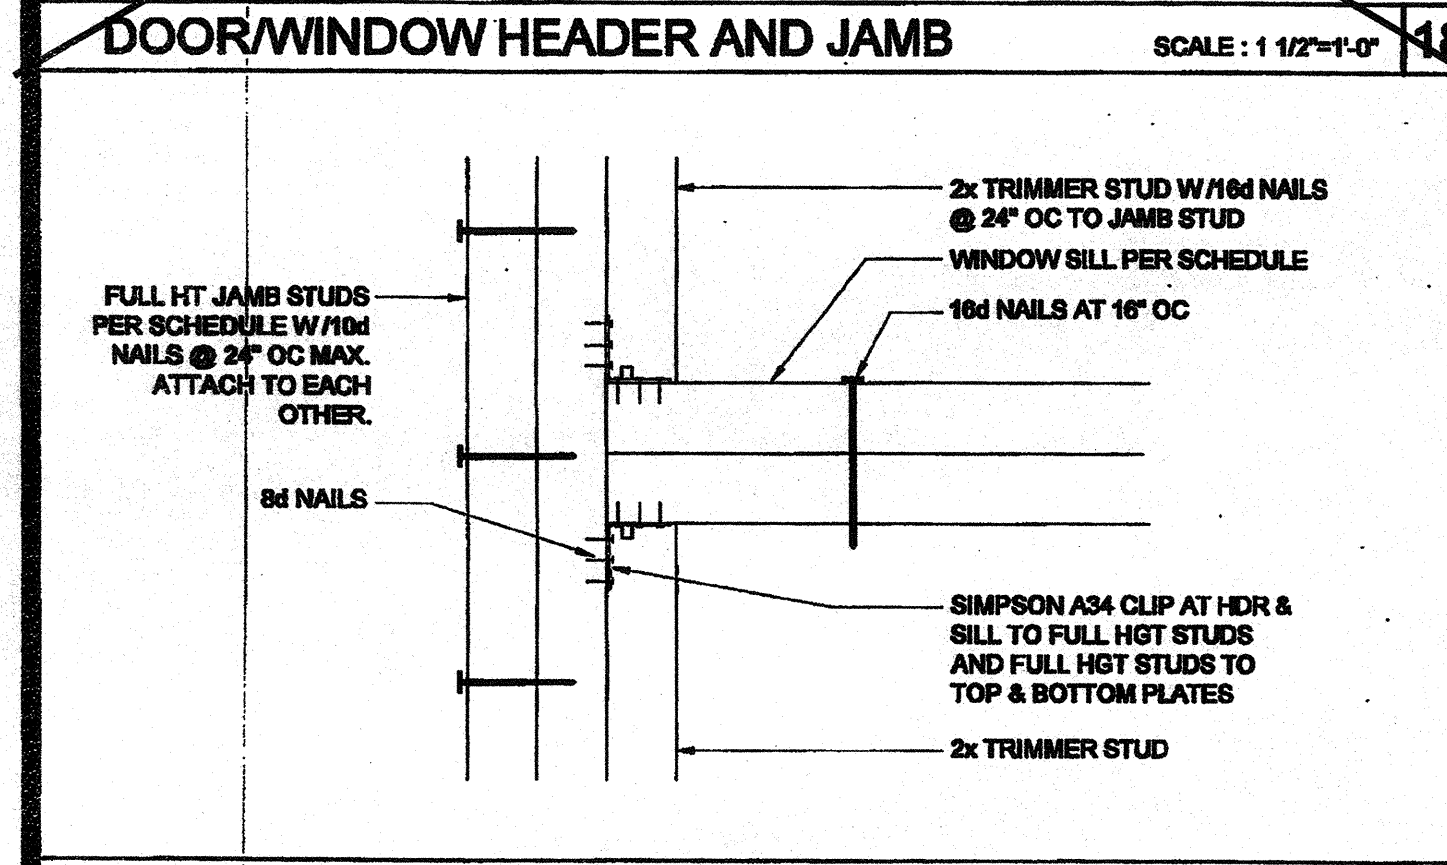 DOOR/WINDOW HEADER AND JAMB
SCALE : 1 1/2"=1'-0"
18
2x TRIMMER STUD W/16d NAILS
@ 24" OC TO JAMB STUD
WINDOW SILL PER SCHEDULE
16d NAILS AT 16" OC
FULL HT JAMB STUDS
PER SCHEDULE W/10d
NAILS @ 24" OC MAX.
ATTACH TO EACH
OTHER.
8d NAILS
SIMPSON A34 CLIP AT HDR &
SILL TO FULL HGT STUDS
AND FULL HGT STUDS TO
TOP & BOTTOM PLATES
2x TRIMMER STUD